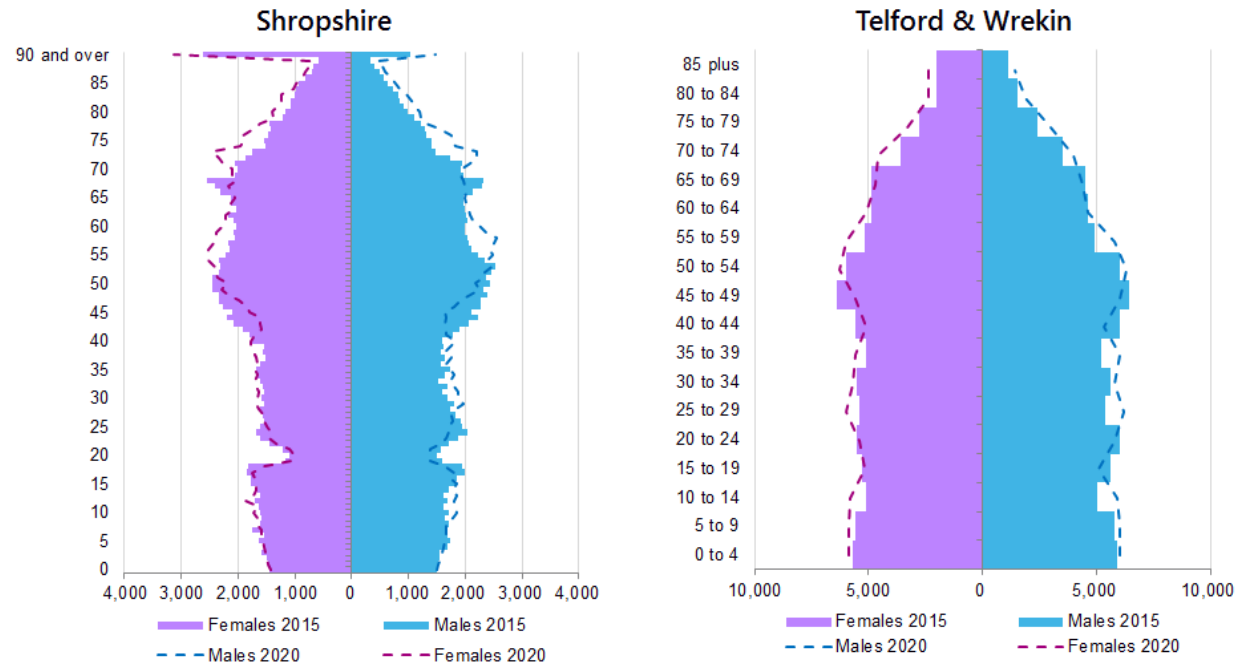 Shropshire
90 and over
85
80
75
70
65
60
55
50
45
40
35
30
25
20
15
10
5
0
4,000 3,000 2,000 1,000 0 1,000 2,000 3,000 4,000
Females 2015 Males 2015
Males 2020 Females 2020
Telford & Wrekin
85 plus
80 to 84
75 to 79
70 to 74
65 to 69
60 to 64
55 to 59
50 to 54
45 to 49
40 to 44
35 to 39
30 to 34
25 to 29
20 to 24
15 to 19
10 to 14
5 to 9
0 to 4
10,000 5,000 0 5,000 10,000
Females 2015 Males 2015
Males 2020 Females 2020